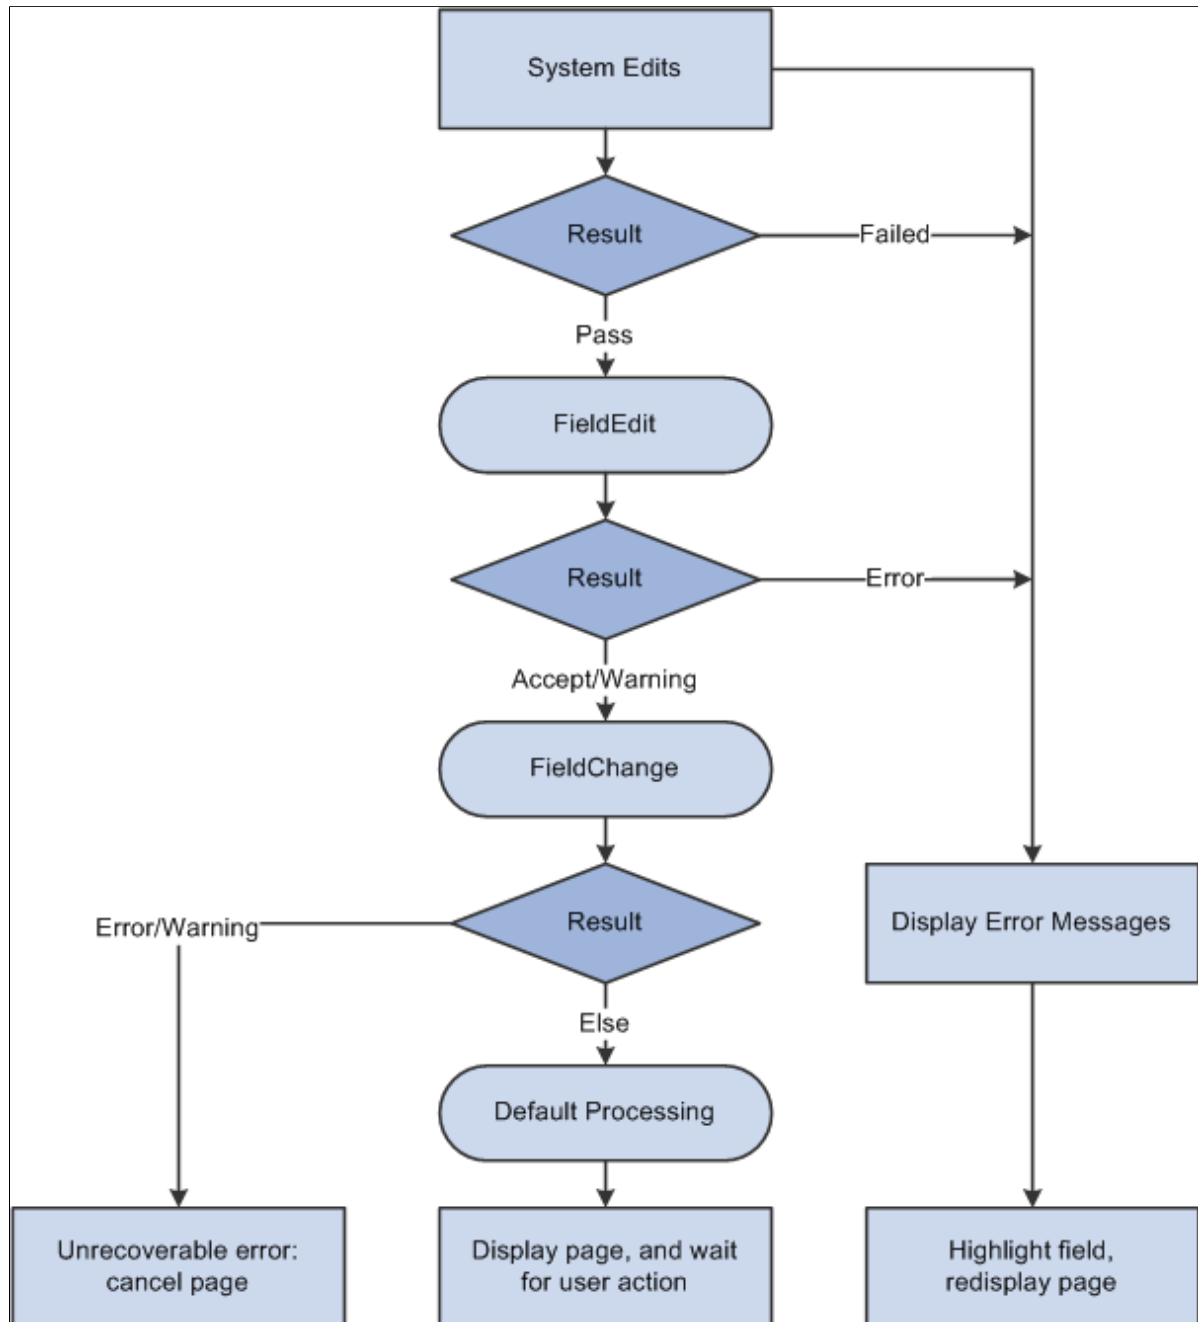 System Edits
Result
Failed
Pass
FieldEdit
Result
Error
Accept/Warning
FieldChange
Error/Warning
Result
Display Error Messages
Else
Default Processing
Unrecoverable error:
cancel page
Display page, and wait
for user action
Highlight field,
redisplay page